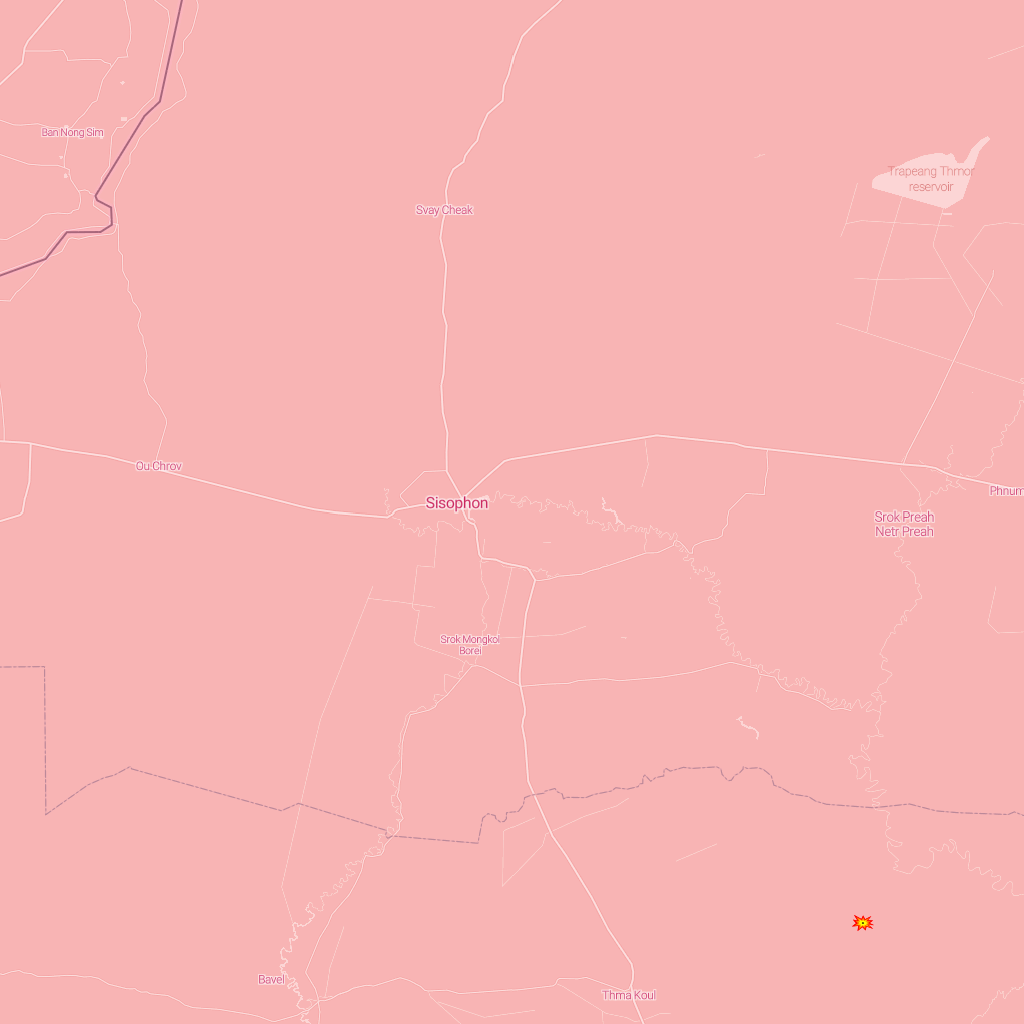 Ban Nong Sim
Trapeang Thmor
reservoir
Svay Cheak
Ou Chrov
Sisophon
Phnum
Srok Preah
Netr Preah
Srok Mongkol
Borei
Bavel
Thma Koul